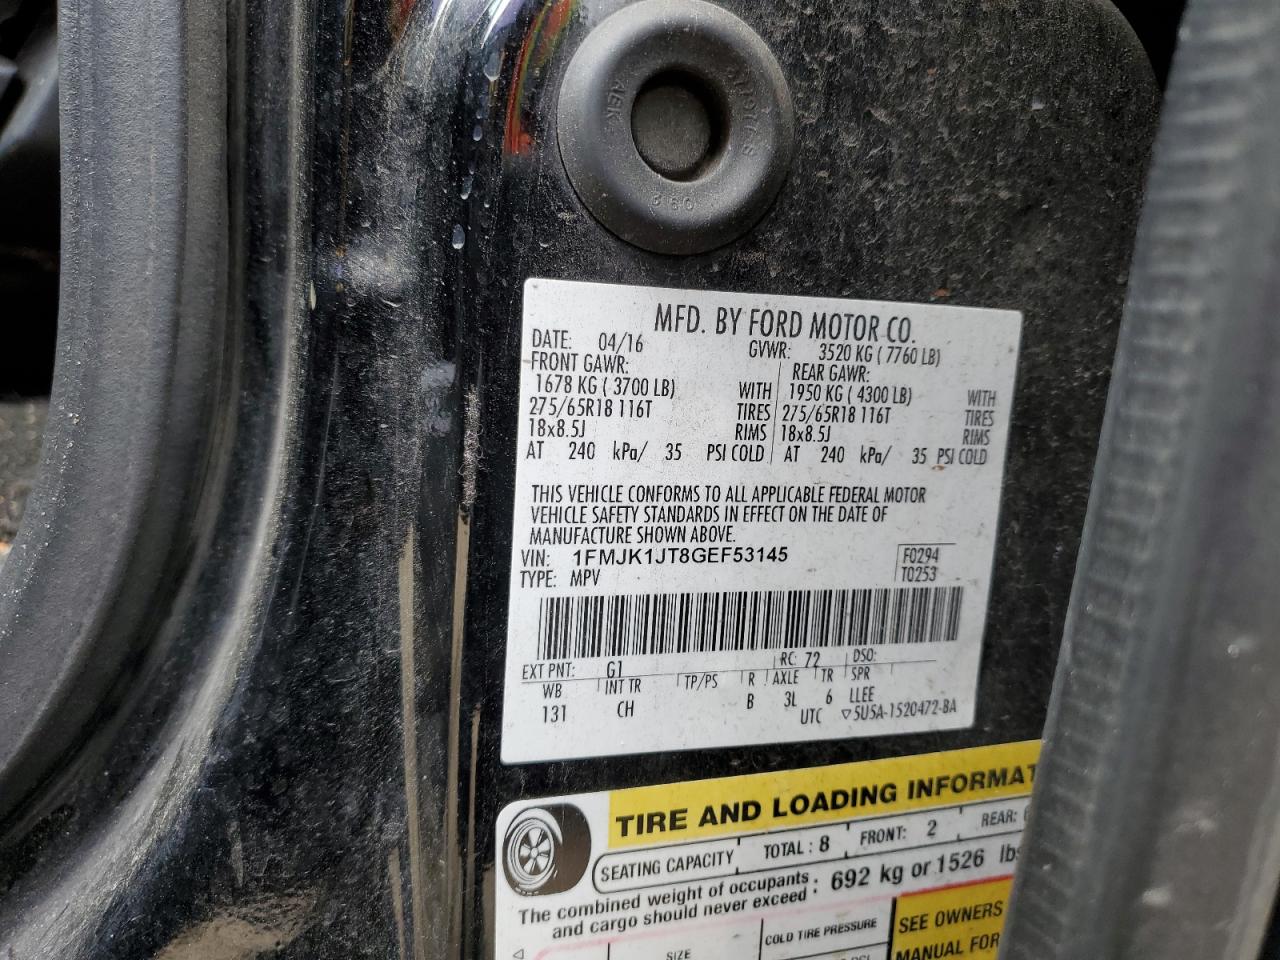 AEK
379778
360
MFD. BY FORD MOTOR CO.
DATE: 04/16 GVWR: 3520 KG ( 7760 LB)
FRONT GAWR: REAR GAWR:
1678 KG ( 3700 LB) WITH 1950 KG ( 4300 LB) WITH
275/65R18 116T TIRES 275/65R18 116T TIRES
18x8.5J RIMS 18x8.5J RIMS
AT 240 kPa/ 35 PSI COLD AT 240 kPa/ 35 PSI COLD
THIS VEHICLE CONFORMS TO ALL APPLICABLE FEDERAL MOTOR
VEHICLE SAFETY STANDARDS IN EFFECT ON THE DATE OF
MANUFACTURE SHOWN ABOVE.
VIN: 1FMJK1JT8GEF53145 F0294
TYPE: MPV T0253
EXT PNT: G1 RC: 72 DSO:
WB INT TR TP/PS R AXLE TR SPR
131 CH B 3L 6 LLEE
UTC ▽5U5A-1520472-BA
TIRE AND LOADING INFORMAT
SEATING CAPACITY TOTAL : 8 FRONT: 2 REAR:
The combined weight of occupants : 692 kg or 1526 lbs
and cargo should never exceed :
SIZE COLD TIRE PRESSURE SEE OWNERS
MANUAL FOR